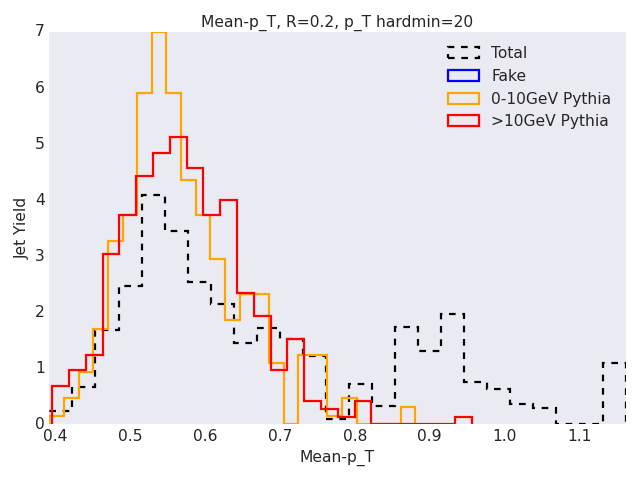 Mean-p_T, R=0.2, p_T hardmin=20
7
6
5
4
3
2
1
0
Jet Yield
Total
Fake
0-10GeV Pythia
>10GeV Pythia
0.4 0.5 0.6 0.7 0.8 0.9 1.0 1.1
Mean-p_T